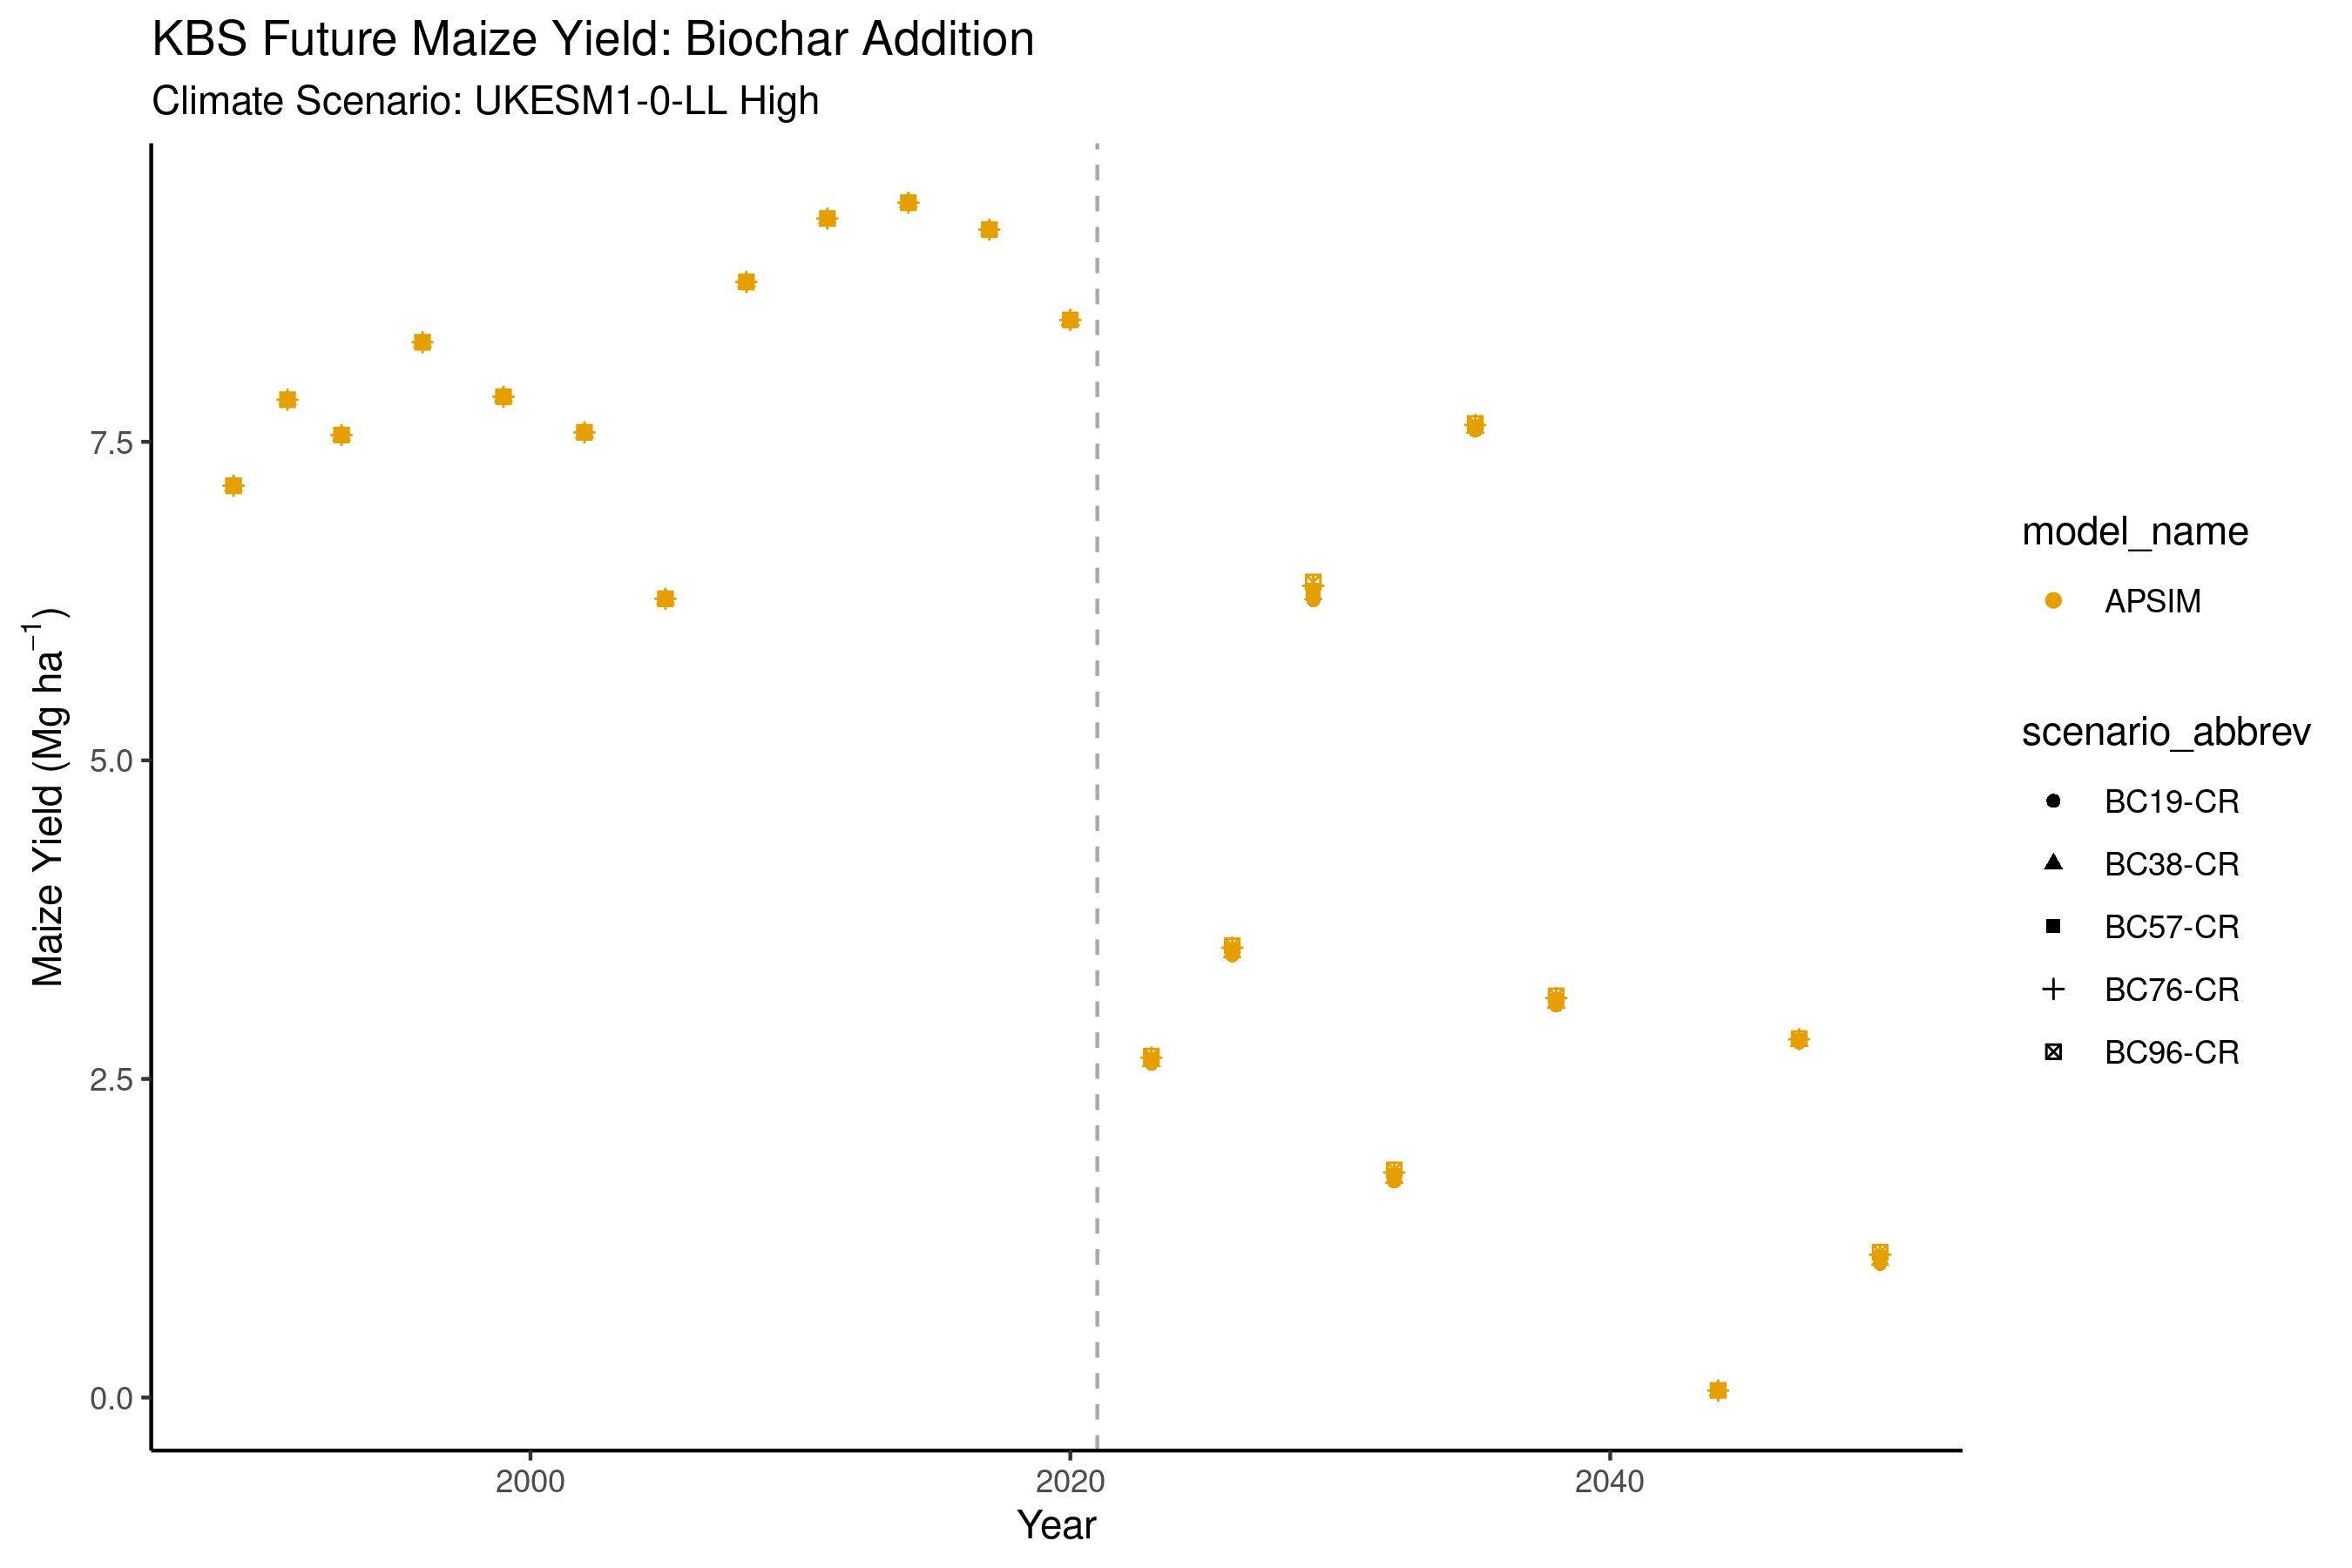 KBS Future Maize Yield: Biochar Addition
Climate Scenario: UKESM1-0-LL High
Maize Yield (Mg ha⁻¹)
7.5
5.0
2.5
0.0
2000
2020
2040
Year
model_name
APSIM
scenario_abbrev
BC19-CR
BC38-CR
BC57-CR
BC76-CR
BC96-CR